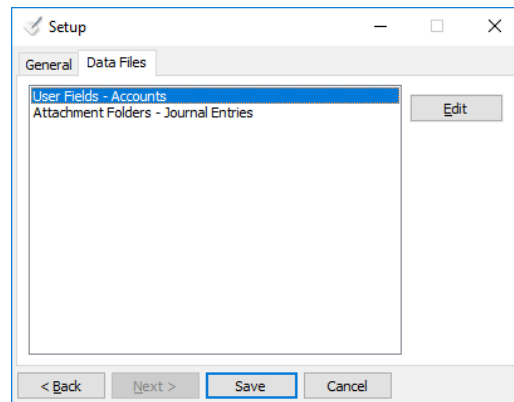 Setup
General Data Files
User Fields - Accounts
Edit
Attachment Folders - Journal Entries
< Back Next > Save Cancel